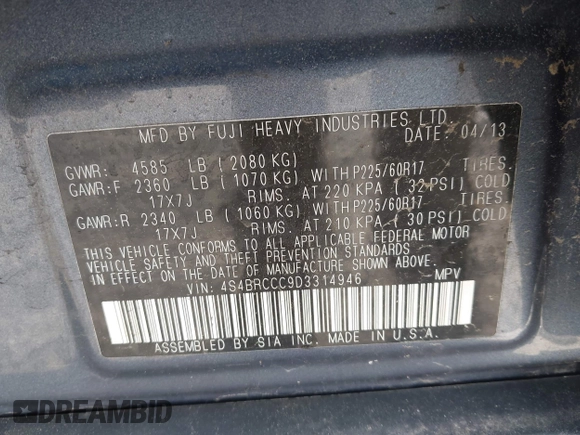 MFD BY FUJI HEAVY INDUSTRIES LTD.
DATE: 04/13
GVWR: 4585 LB (2080 KG)
GAWR:F 2360 LB (1070 KG) WITH P225/60R17 TIRES.
17X7J RIMS. AT 220 KPA (32 PSI) COLD
GAWR:R 2340 LB (1060 KG) WITH P225/60R17 TIRES.
17X7J RIMS. AT 210 KPA (30 PSI) COLD
THIS VEHICLE CONFORMS TO ALL APPLICABLE FEDERAL MOTOR
VEHICLE SAFETY AND THEFT PREVENTION STANDARDS
IN EFFECT ON THE DATE OF MANUFACTURE SHOWN ABOVE.
VIN: 4S4BRCCC9D3314946 MPV
ASSEMBLED BY SIA INC. MADE IN U.S.A.
DREAMBID